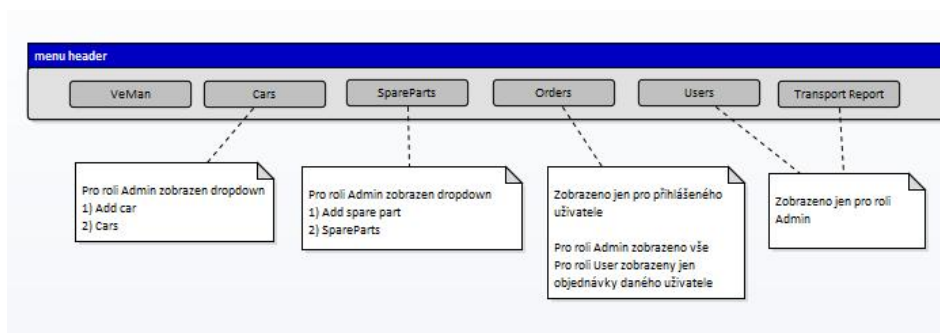 menu header
VeMan
Cars
SpareParts
Orders
Users
Transport Report
Pro roli Admin zobrazen dropdown
1) Add car
2) Cars
Pro roli Admin zobrazen dropdown
1) Add spare part
2) SpareParts
Zobrazeno jen pro přihlášeného
uživatele
Pro roli Admin zobrazeno vše
Pro roli User zobrazeny jen
objednávky daného uživatele
Zobrazeno jen pro roli
Admin